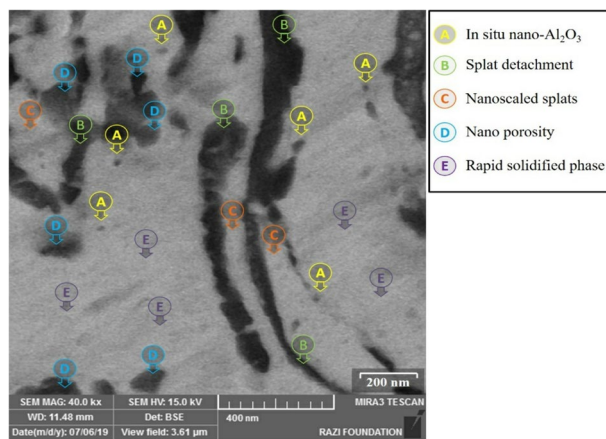 A In situ nano-Al₂O₃
B Splat detachment
C Nanoscaled splats
D Nano porosity
E Rapid solidified phase
A B
D D A
D C B D B A
B A
A C E
D E C
A E
E E
B
D D
200 nm
SEM MAG: 40.0 kx SEM HV: 15.0 kV MIRA3 TESCAN
WD: 11.48 mm Det: BSE 400 nm
Date(m/d/y): 07/06/19 View field: 3.61 µm RAZI FOUNDATION